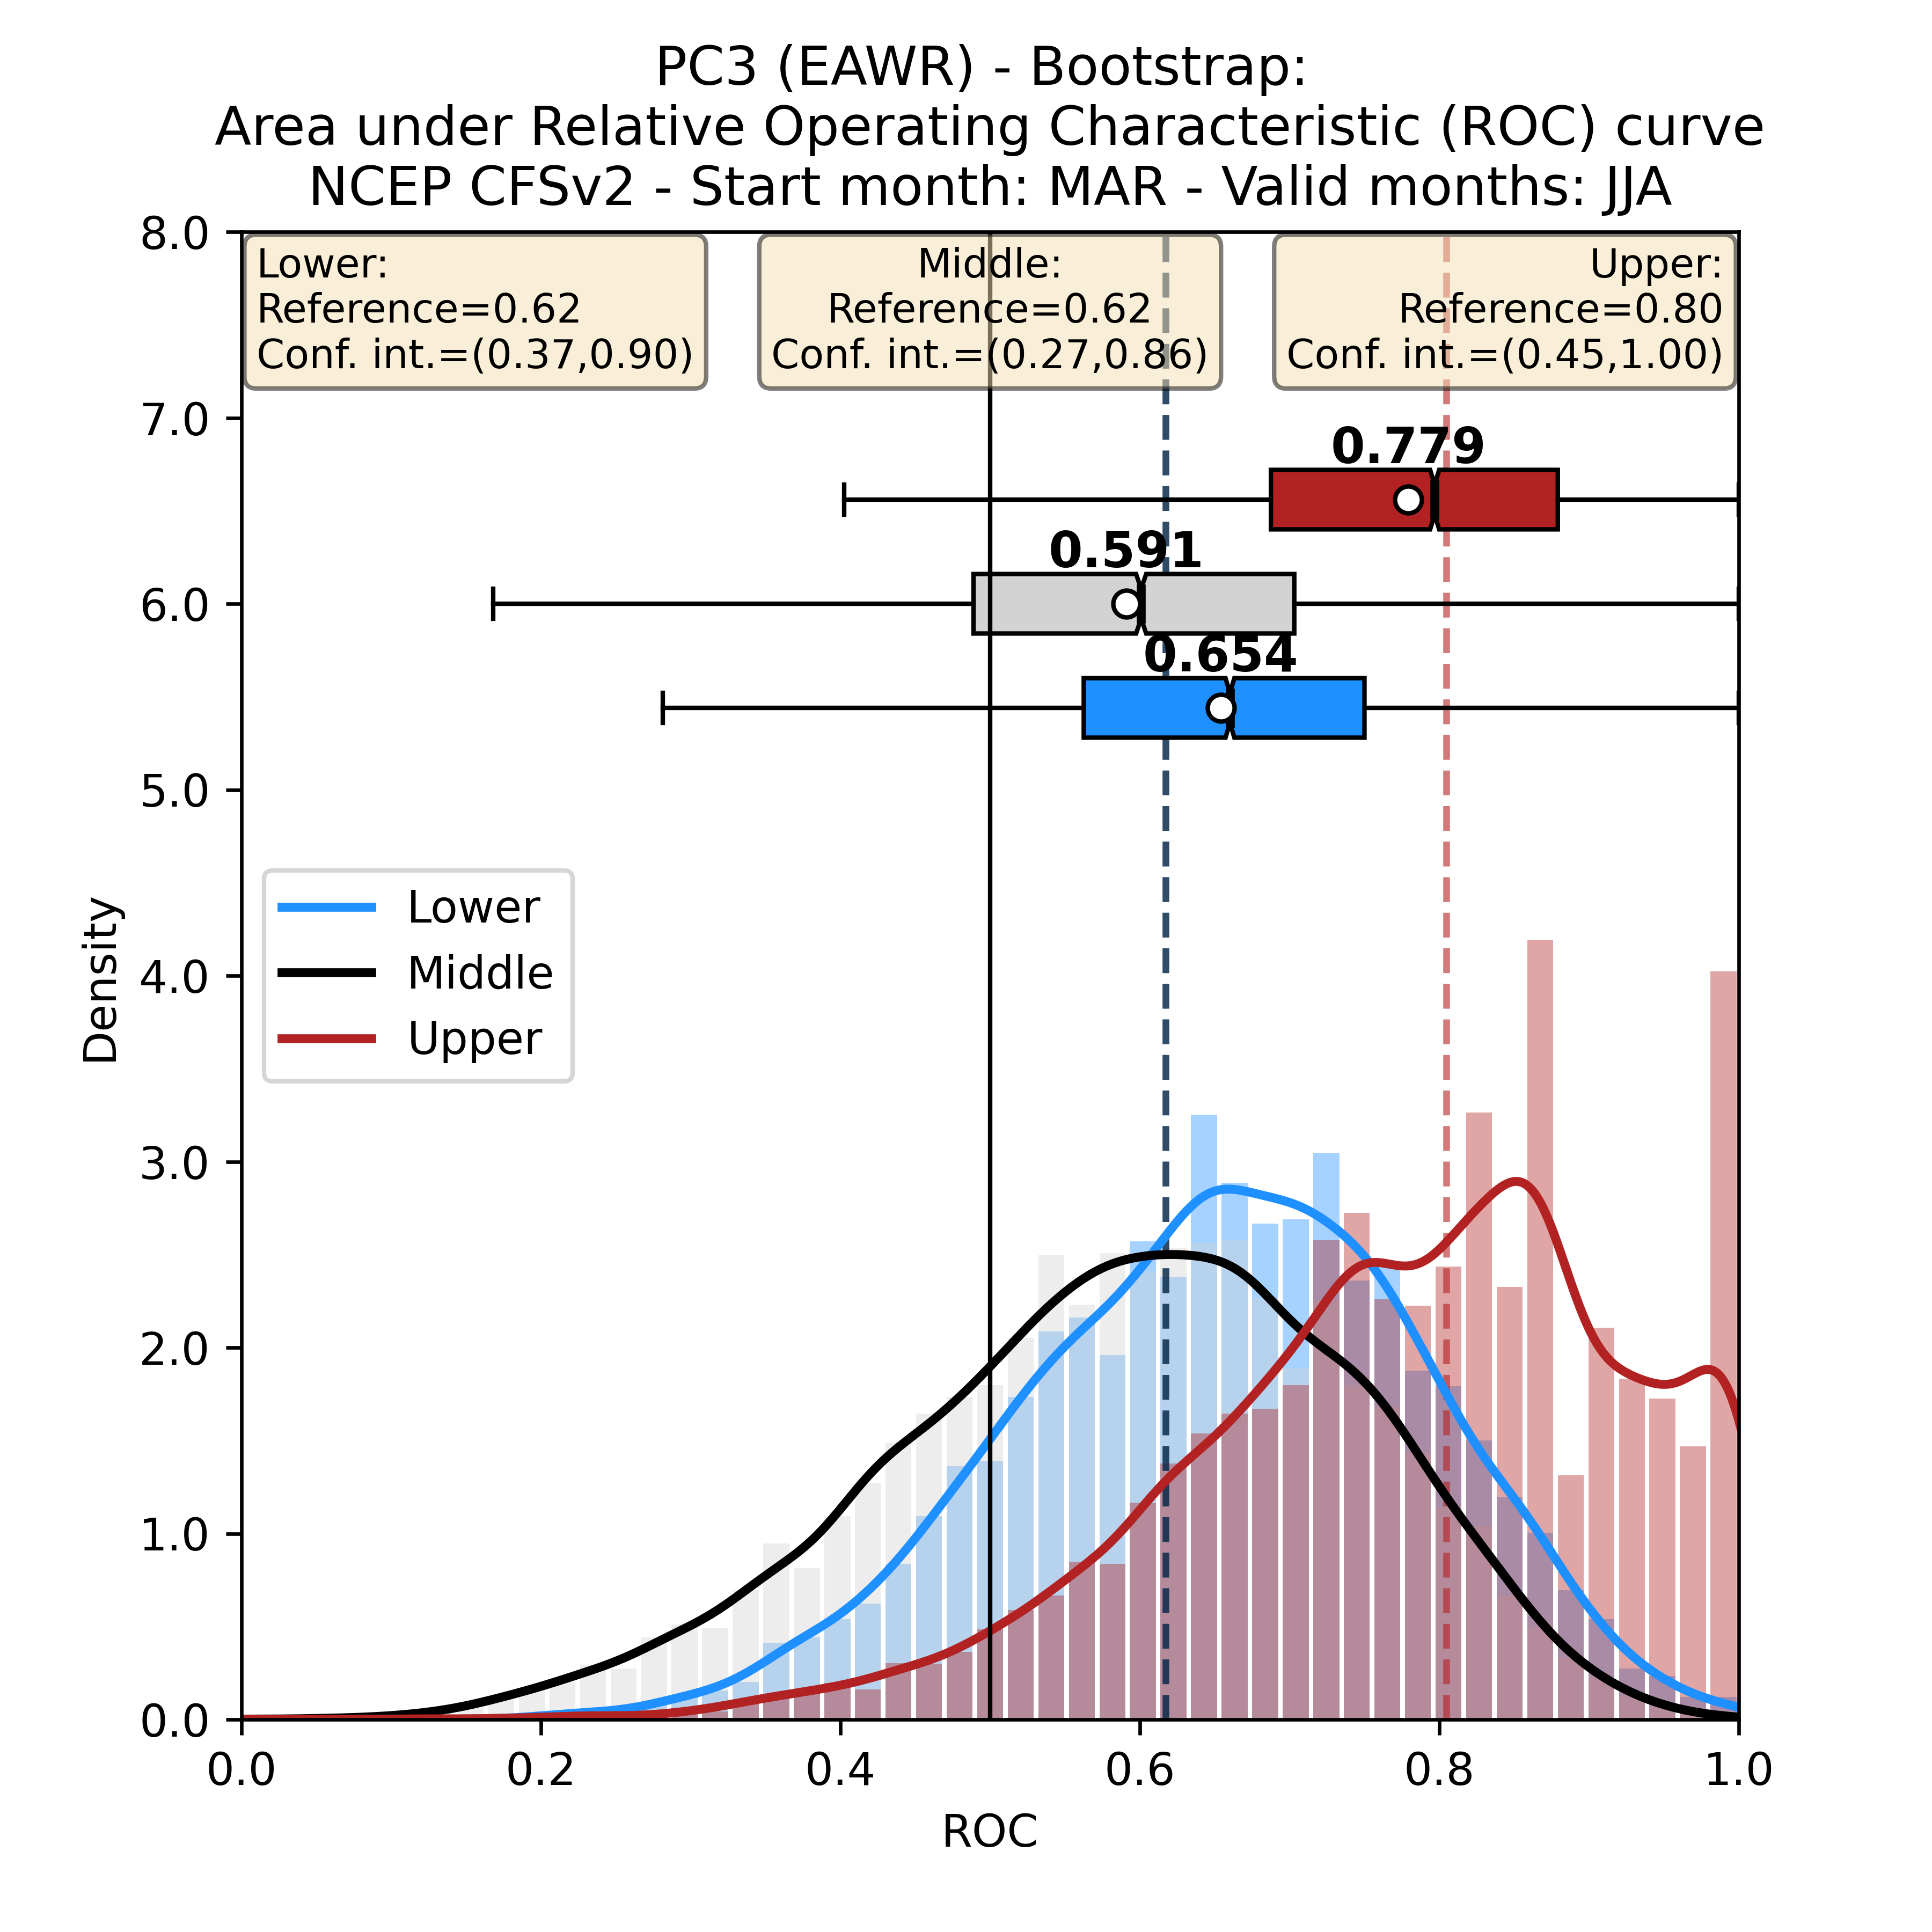 PC3 (EAWR) - Bootstrap:
Area under Relative Operating Characteristic (ROC) curve
NCEP CFSv2 - Start month: MAR - Valid months: JJA
8.0
Lower:
Reference=0.62
Conf. int.=(0.37,0.90)
Middle:
Reference=0.62
Conf. int.=(0.27,0.86)
Upper:
Reference=0.80
Conf. int.=(0.45,1.00)
7.0
0.779
0.591
6.0
0.654
5.0
Lower
Middle
Upper
Density
4.0
3.0
2.0
1.0
0.0
0.0 0.2 0.4 0.6 0.8 1.0
ROC